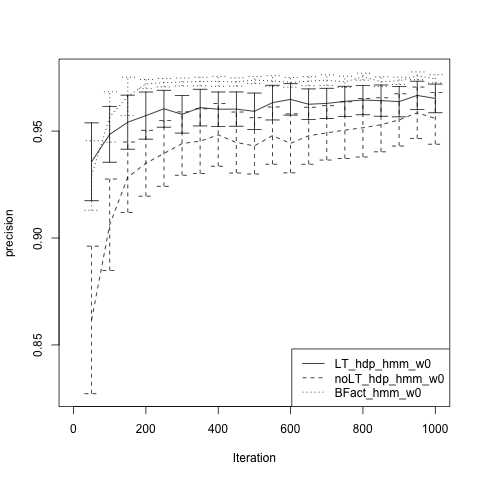 0.95
0.90
0.85
precision
LT_hdp_hmm_w0
noLT_hdp_hmm_w0
BFact_hmm_w0
0 200 400 600 800 1000
Iteration